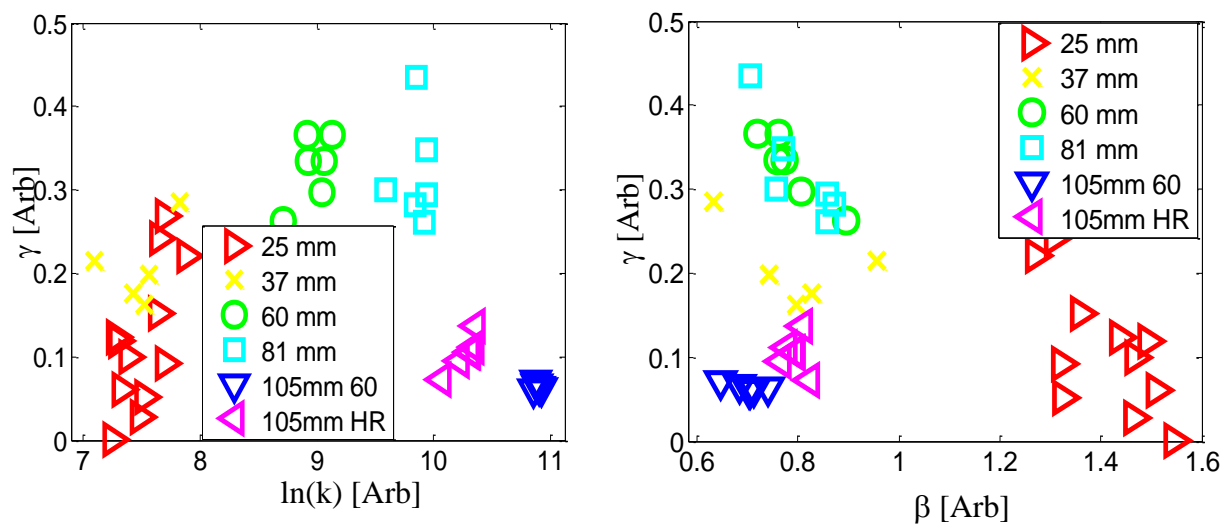 0.5
0.4
0.3
0.2
0.1
0
γ [Arb]
7 8 9 10 11
ln(k) [Arb]
25 mm
37 mm
60 mm
81 mm
105mm 60
105mm HR
0.5
0.4
0.3
0.2
0.1
0
γ [Arb]
0.6 0.8 1 1.2 1.4 1.6
β [Arb]
25 mm
37 mm
60 mm
81 mm
105mm 60
105mm HR